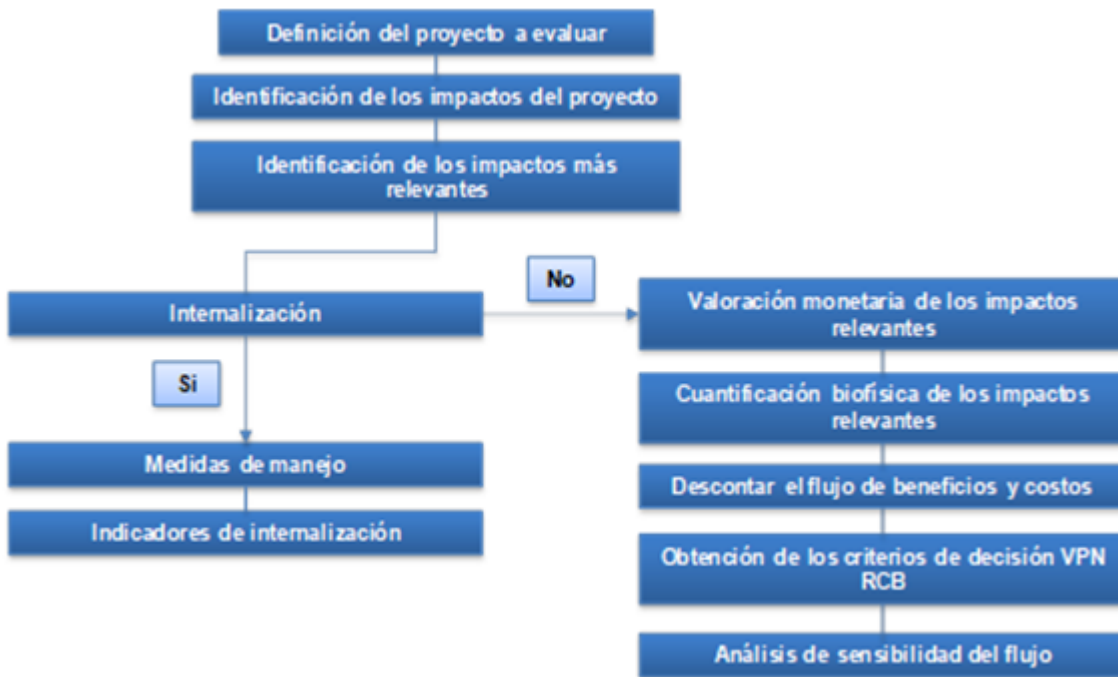 Definición del proyecto a evaluar
Identificación de los impactos del proyecto
Identificación de los impactos más
relevantes
No
Internalización
Si
Medidas de manejo
Indicadores de internalización
Valoración monetaria de los impactos
relevantes
Cuantificación biofísica de los impactos
relevantes
Descontar el flujo de beneficios y costos
Obtención de los criterios de decisión VPN
RCB
Análisis de sensibilidad del flujo